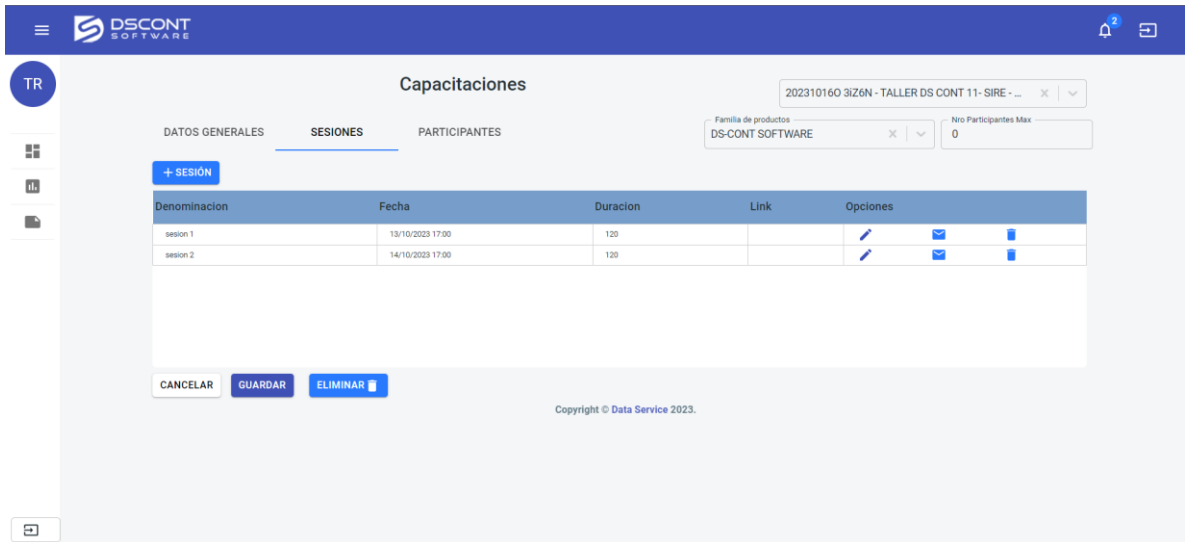 DSCONT
SOFTWARE
2
TR
Capacitaciones
20231016O 3iZ6N - TALLER DS CONT 11- SIRE - ...
DATOS GENERALES SESIONES PARTICIPANTES
Familia de productos
DS-CONT SOFTWARE
Nro Participantes Max
0
+ SESIÓN
Denominacion Fecha Duracion Link Opciones
sesion 1 13/10/2023 17:00 120
sesion 2 14/10/2023 17:00 120
CANCELAR GUARDAR ELIMINAR
Copyright © Data Service 2023.